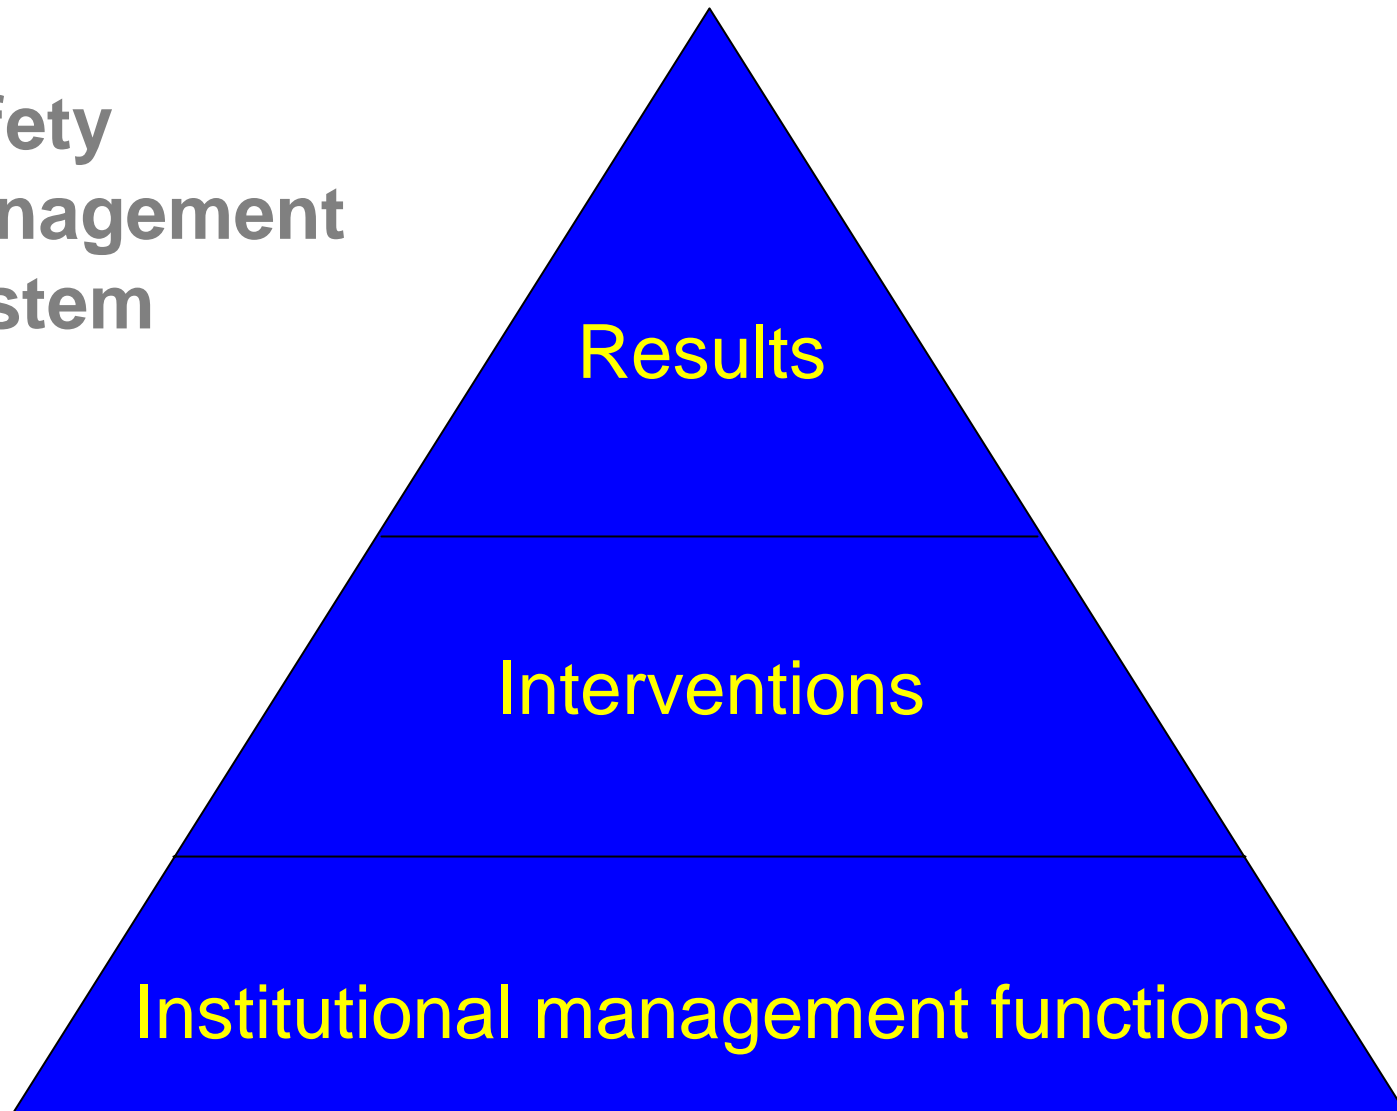 fety
nagement
stem
Results
Interventions
Institutional management functions